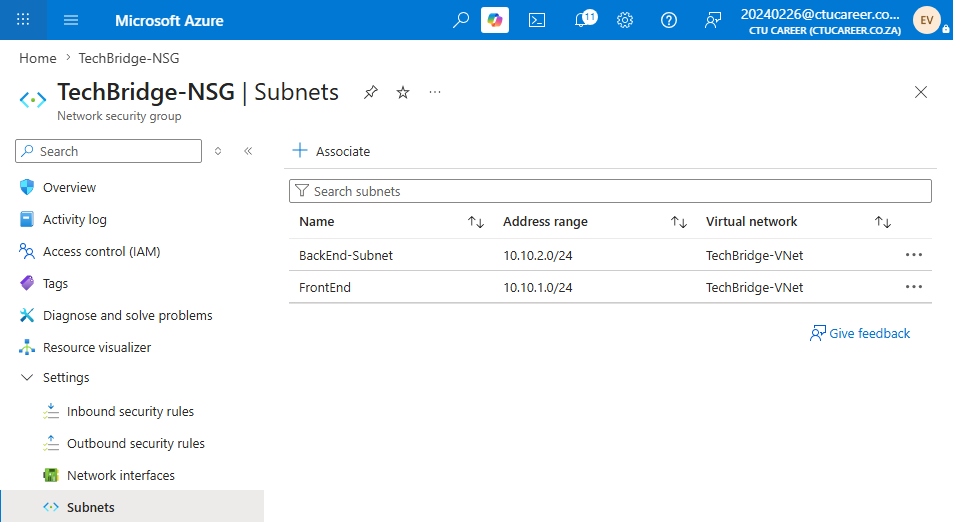 Microsoft Azure
11
20240226@ctucareer.co...
CTU CAREER (CTUCAREER.CO.ZA)
EV
Home > TechBridge-NSG
TechBridge-NSG | Subnets
Network security group
Search
Associate
Overview
Activity log
Access control (IAM)
Tags
Diagnose and solve problems
Resource visualizer
Settings
Inbound security rules
Outbound security rules
Network interfaces
Subnets
Search subnets
Name Address range Virtual network
BackEnd-Subnet 10.10.2.0/24 TechBridge-VNet
FrontEnd 10.10.1.0/24 TechBridge-VNet
Give feedback